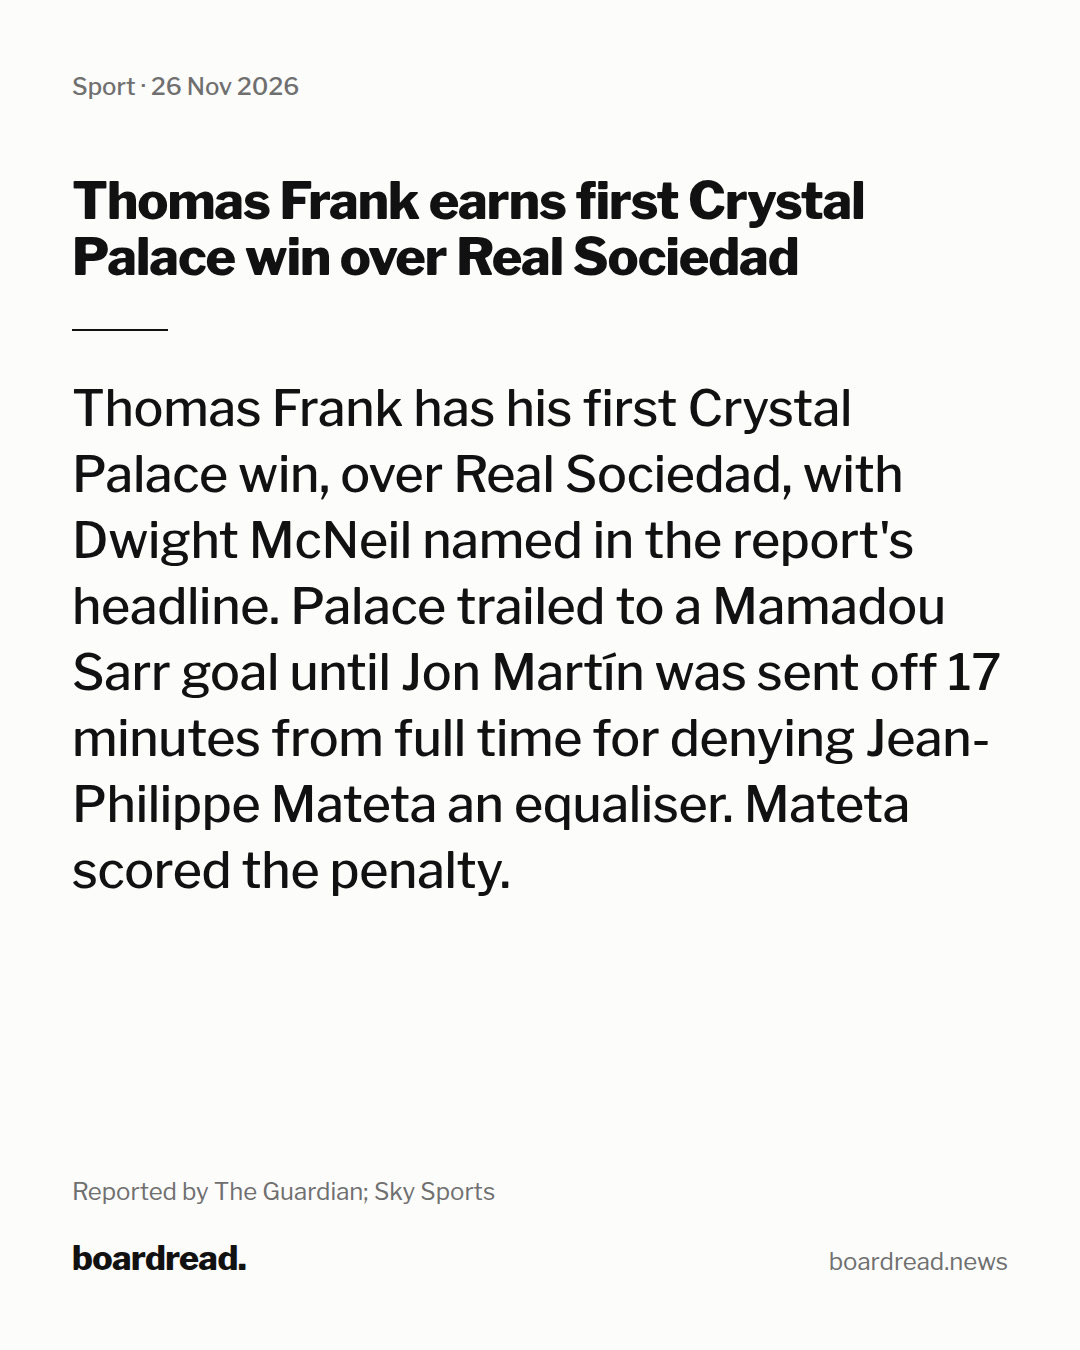 Sport · 26 Nov 2026
Thomas Frank earns first Crystal
Palace win over Real Sociedad
Thomas Frank has his first Crystal
Palace win, over Real Sociedad, with
Dwight McNeil named in the report's
headline. Palace trailed to a Mamadou
Sarr goal until Jon Martín was sent off 17
minutes from full time for denying Jean-
Philippe Mateta an equaliser. Mateta
scored the penalty.
Reported by The Guardian; Sky Sports
boardread.
boardread.news